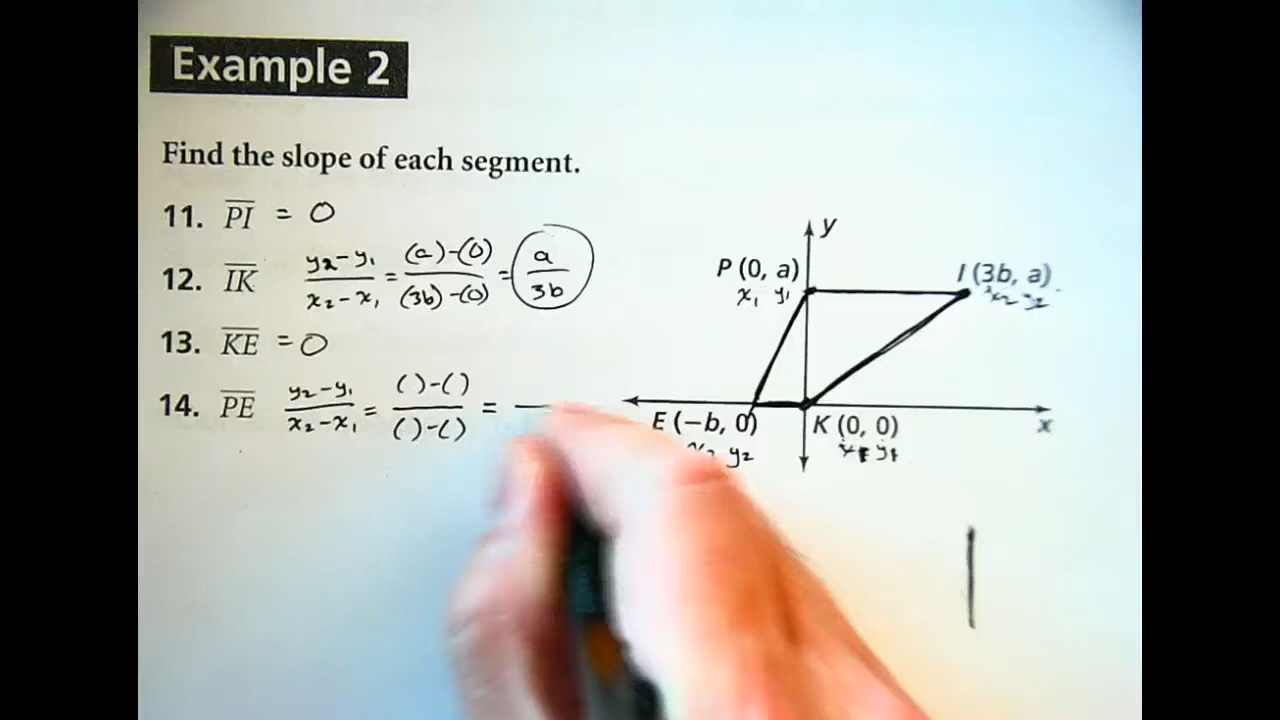 Example 2
Find the slope of each segment.
11. PI = 0
12. IK y₂-y₁ / x₂-x₁ = (a)-(0) / (3b)-(0) = a / 3b
13. KE = 0
14. PE y₂-y₁ / x₂-x₁ = ()-() / ()-() =
y
P (0, a)
x₁ y₁
I (3b, a)
x₂ y₂
E (−b, 0)
y₂
K (0, 0)
x